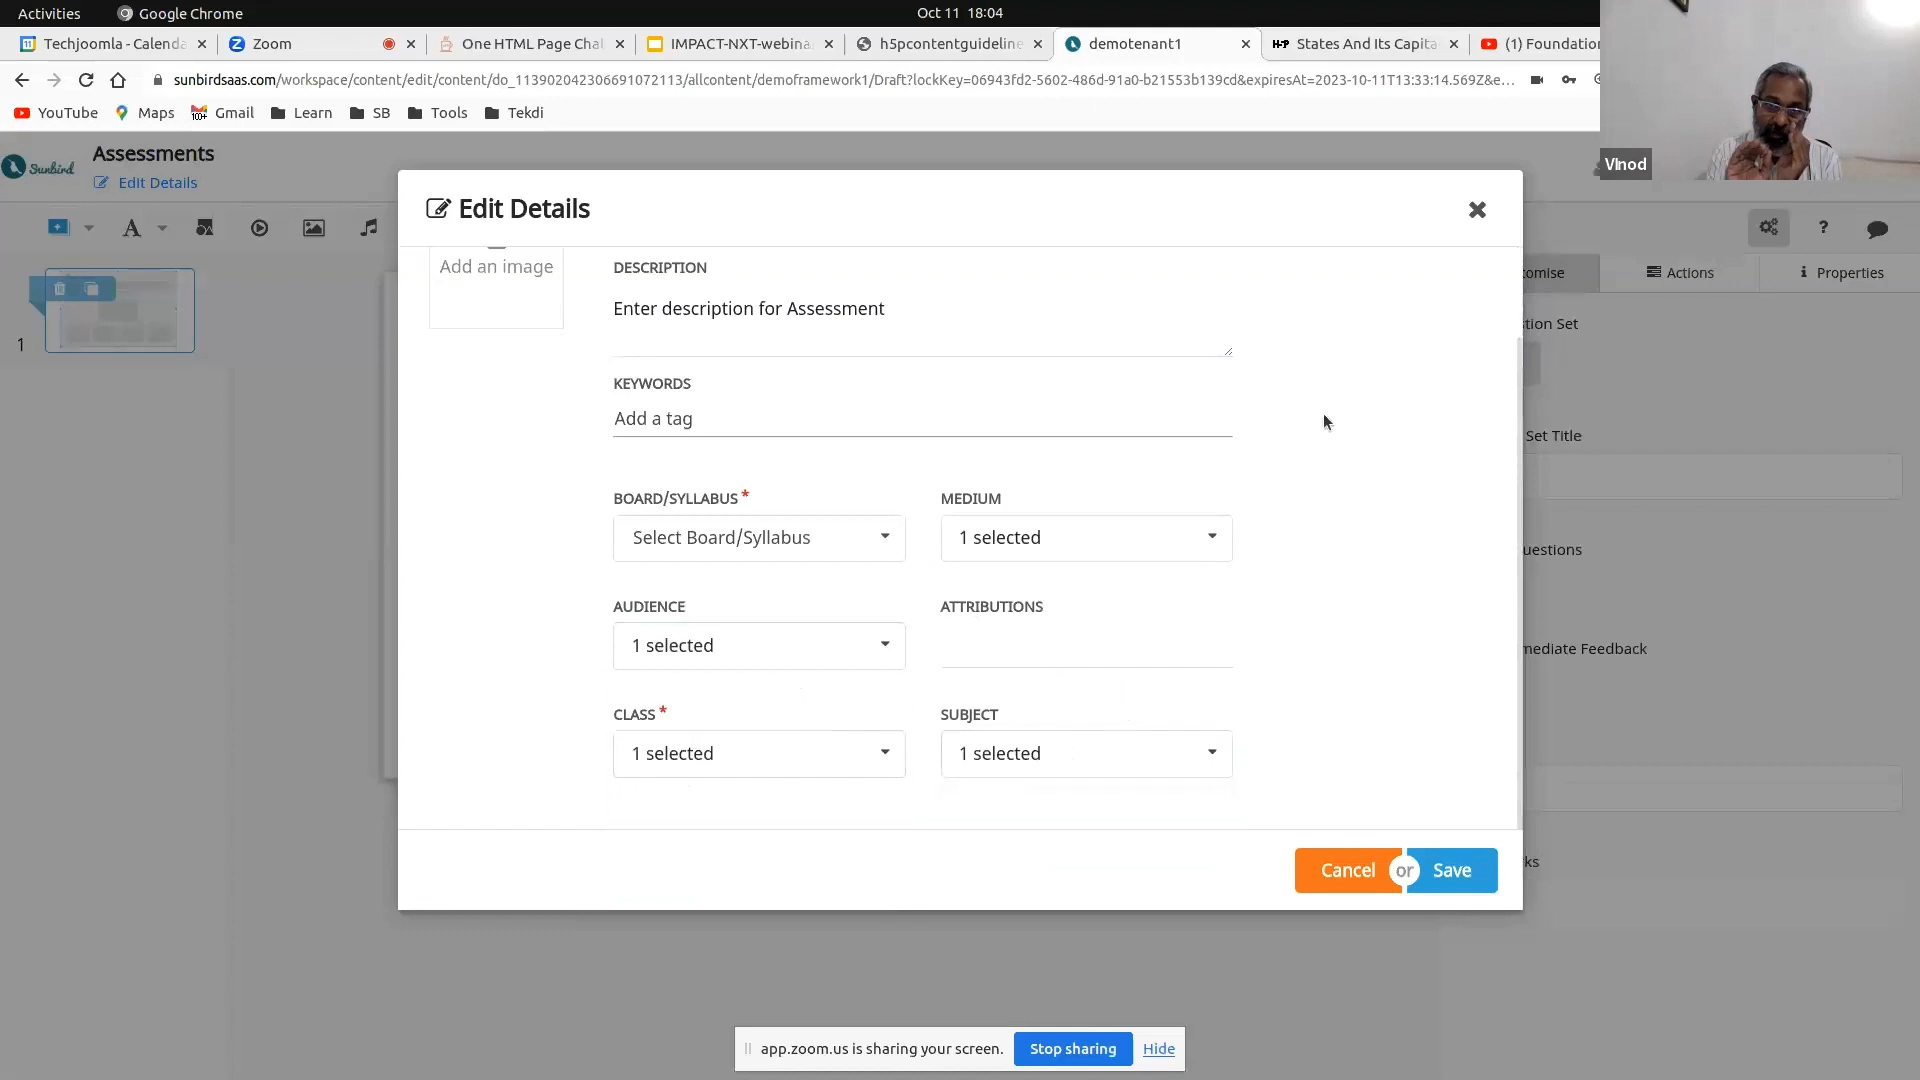 Activities
Google Chrome
Oct 11 18:04
Techjoomla - Calenda
Zoom
One HTML Page Chal
IMPACT-NXT-webina
h5pcontentguideline
demotenant1
States And Its Capita
(1) Foundation
sunbirdsaas.com/workspace/content/edit/content/do_113902042306691072113/allcontent/demoframework1/Draft?lockKey=06943fd2-5602-486d-91a0-b21553b139cd&expiresAt=2023-10-11T13:33:14.569Z&e...
YouTube
Maps
Gmail
Learn
SB
Tools
Tekdi
Vinod
Sunbird
Assessments
Edit Details
Edit Details
A
?
tomise
Actions
Properties
Add an image
DESCRIPTION
Enter description for Assessment
tion Set
1
KEYWORDS
Add a tag
Set Title
BOARD/SYLLABUS *
MEDIUM
Select Board/Syllabus
1 selected
uestions
AUDIENCE
ATTRIBUTIONS
1 selected
mediate Feedback
CLASS *
SUBJECT
1 selected
1 selected
Cancel or Save
ks
app.zoom.us is sharing your screen.
Stop sharing
Hide